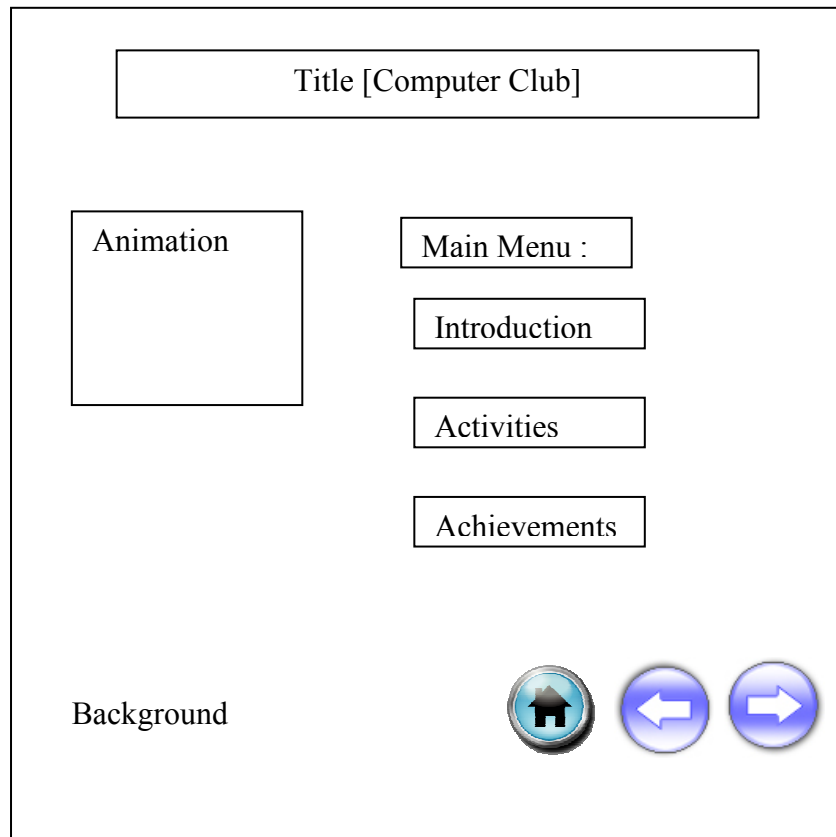 Title [Computer Club]
Animation
Main Menu :
Introduction
Activities
Achievements
Background